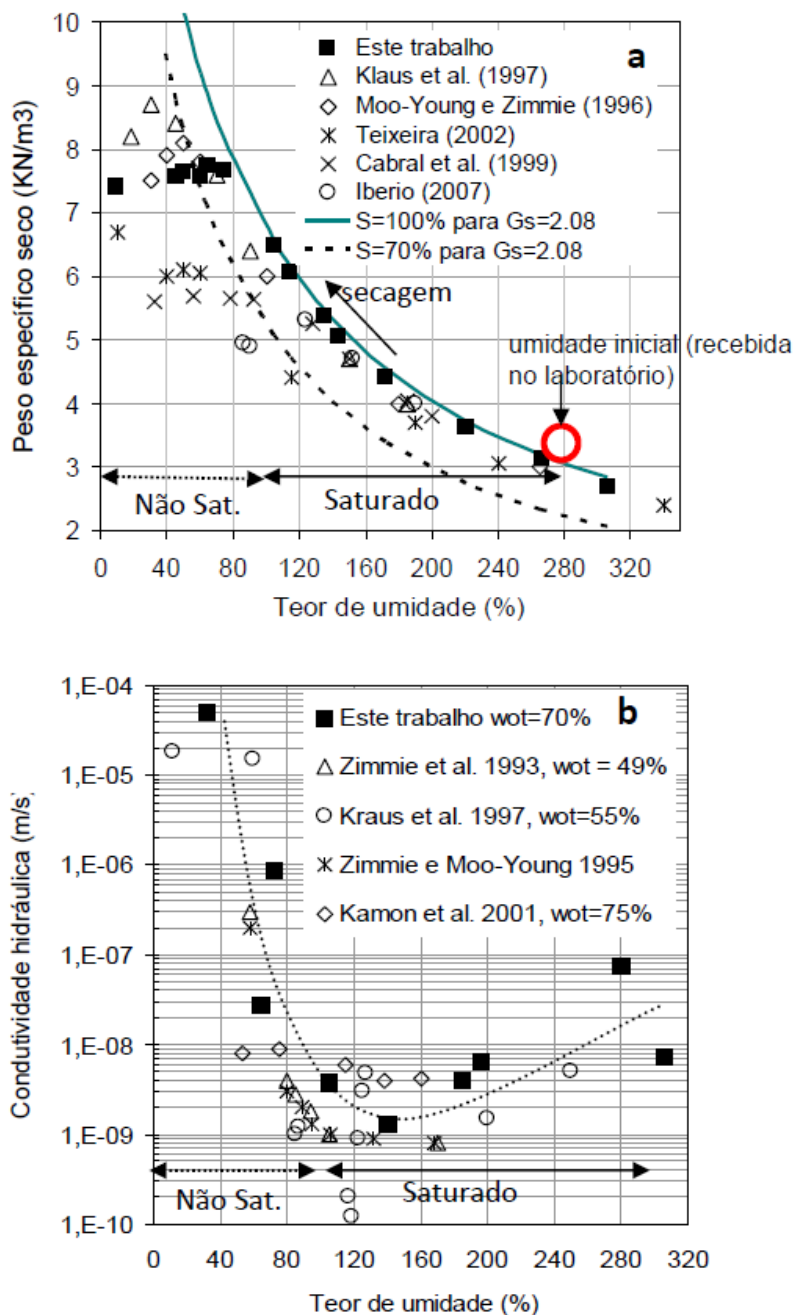 a
Peso específico seco (KN/m3)
10
9
8
7
6
5
4
3
2
Este trabalho
Klaus et al. (1997)
Moo-Young e Zimmie (1996)
Teixeira (2002)
Cabral et al. (1999)
Iberio (2007)
S=100% para Gs=2.08
S=70% para Gs=2.08
secagem
umidade inicial (recebida
no laboratório)
Não Sat.
Saturado
0 40 80 120 160 200 240 280 320
Teor de umidade (%)
b
Condutividade hidráulica (m/s)
1,E-04
1,E-05
1,E-06
1,E-07
1,E-08
1,E-09
1,E-10
Este trabalho wot=70%
Zimmie et al. 1993, wot = 49%
Kraus et al. 1997, wot=55%
Zimmie e Moo-Young 1995
Kamon et al. 2001, wot=75%
Não Sat.
Saturado
0 40 80 120 160 200 240 280 320
Teor de umidade (%)